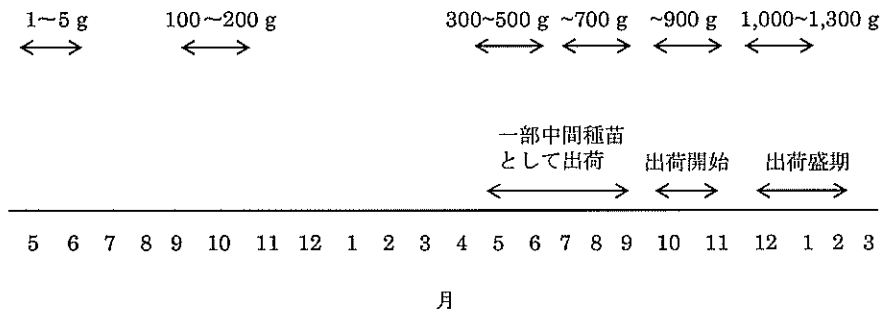 1～5 g 100～200 g 300~500 g ~700 g ~900 g 1,000~1,300 g
一部中間種苗
として出荷 出荷開始 出荷盛期
5 6 7 8 9 10 11 12 1 2 3 4 5 6 7 8 9 10 11 12 1 2 3
月